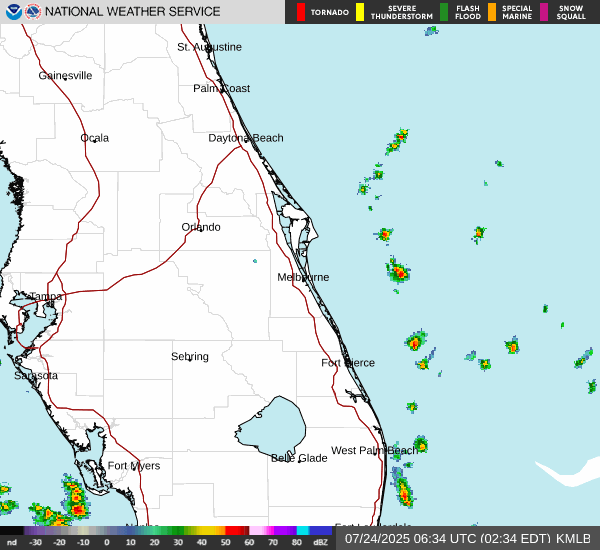 NATIONAL WEATHER SERVICE
TORNADO
SEVERE THUNDERSTORM
FLASH FLOOD
SPECIAL MARINE
SNOW SQUALL
St. Augustine
Gainesville
Palm Coast
Ocala
Daytona Beach
Orlando
Melbourne
Tampa
Sebring
Fort Pierce
Sarasota
West Palm Beach
Belle Glade
Fort Myers
nd -30 -20 -10 0 10 20 30 40 50 60 70 80 dBZ
07/24/2025 06:34 UTC (02:34 EDT) KMLB